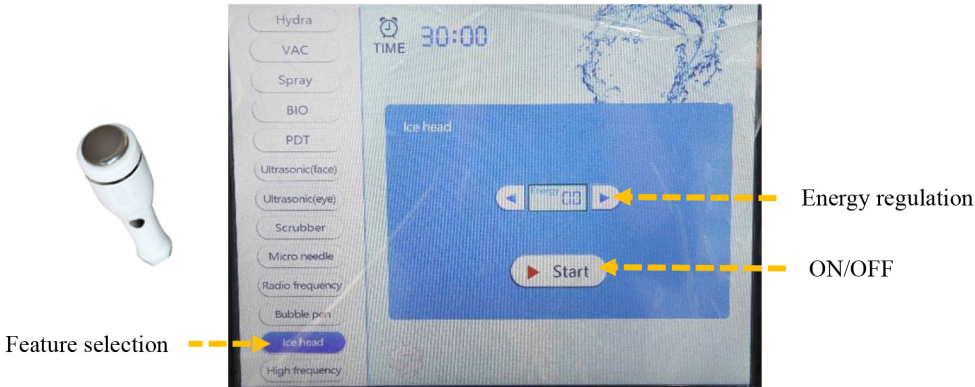 Hydra
VAC
Spray
BIO
PDT
Ultrasonic(face)
Ultrasonic(eye)
Scrubber
Micro needle
Radio frequency
Bubble pen
Ice head
High frequency
TIME 30:00
Ice head
Energy 00
Start
Energy regulation
ON/OFF
Feature selection